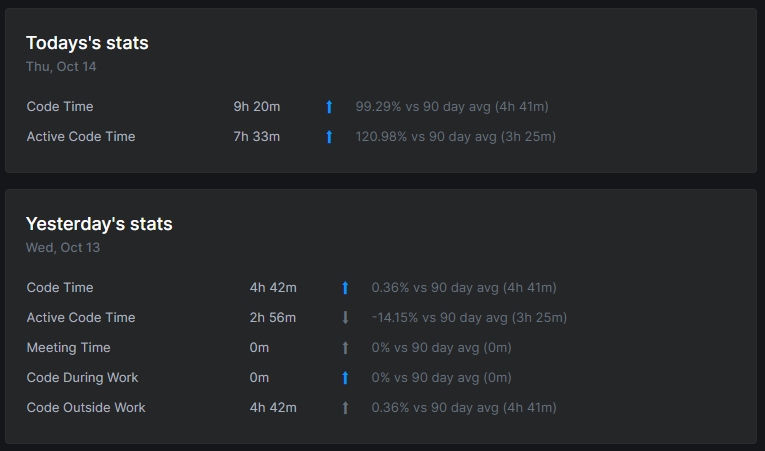 Todays's stats
Thu, Oct 14
Code Time 9h 20m 99.29% vs 90 day avg (4h 41m)
Active Code Time 7h 33m 120.98% vs 90 day avg (3h 25m)
Yesterday's stats
Wed, Oct 13
Code Time 4h 42m 0.36% vs 90 day avg (4h 41m)
Active Code Time 2h 56m -14.15% vs 90 day avg (3h 25m)
Meeting Time 0m 0% vs 90 day avg (0m)
Code During Work 0m 0% vs 90 day avg (0m)
Code Outside Work 4h 42m 0.36% vs 90 day avg (4h 41m)